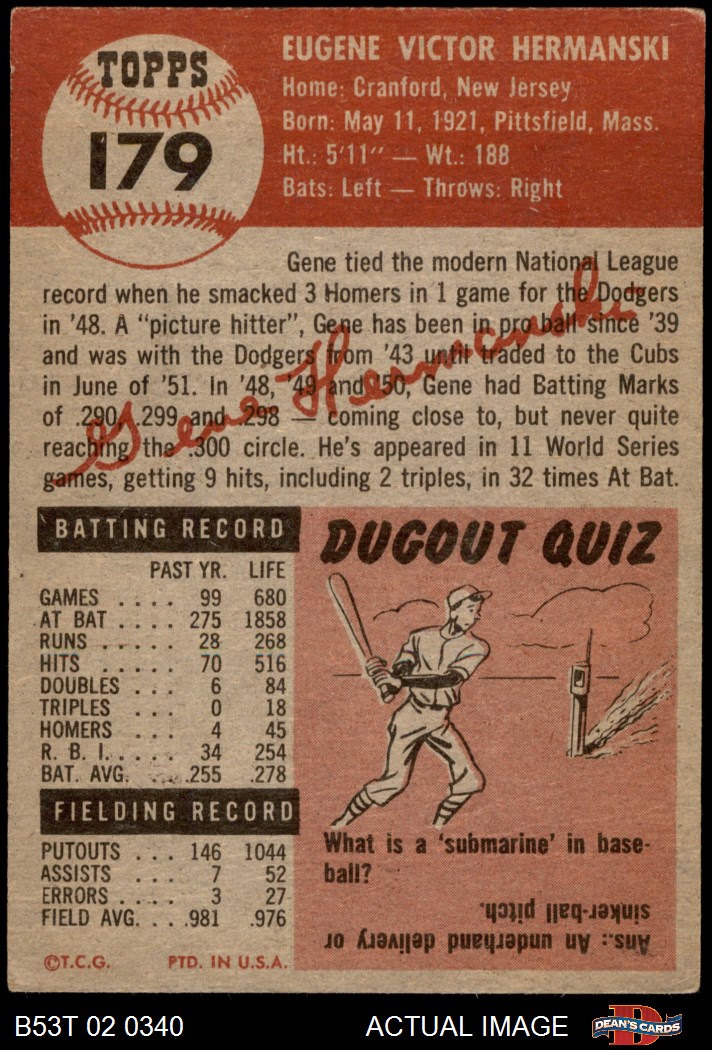 TOPPS
179
EUGENE VICTOR HERMANSKI
Home: Cranford, New Jersey
Born: May 11, 1921, Pittsfield, Mass.
Ht.: 5'11" — Wt.: 188
Bats: Left — Throws: Right
Gene tied the modern National League
record when he smacked 3 Homers in 1 game for the Dodgers
in '48. A "picture hitter", Gene has been in pro ball since '39
and was with the Dodgers from '43 until traded to the Cubs
in June of '51. In '48, '49 and '50, Gene had Batting Marks
of .290, .299 and .298 — coming close to, but never quite
reaching the .300 circle. He's appeared in 11 World Series
games, getting 9 hits, including 2 triples, in 32 times At Bat.
Gene Hermanski
BATTING RECORD
PAST YR. LIFE
GAMES .... 99 680
AT BAT .... 275 1858
RUNS ..... 28 268
HITS ..... 70 516
DOUBLES ... 6 84
TRIPLES ... 0 18
HOMERS ... 4 45
R. B. I. .... 34 254
BAT. AVG. ... .255 .278
FIELDING RECORD
PUTOUTS ... 146 1044
ASSISTS ... 7 52
ERRORS .... 3 27
FIELD AVG. ... .981 .976
©T.C.G. PTD. IN U.S.A.
DUGOUT QUIZ
What is a 'submarine' in base-
ball?
Ans.: An underhand delivery or
sinker-ball pitch.
B53T 02 0340 ACTUAL IMAGE
D
DEAN'S CARDS